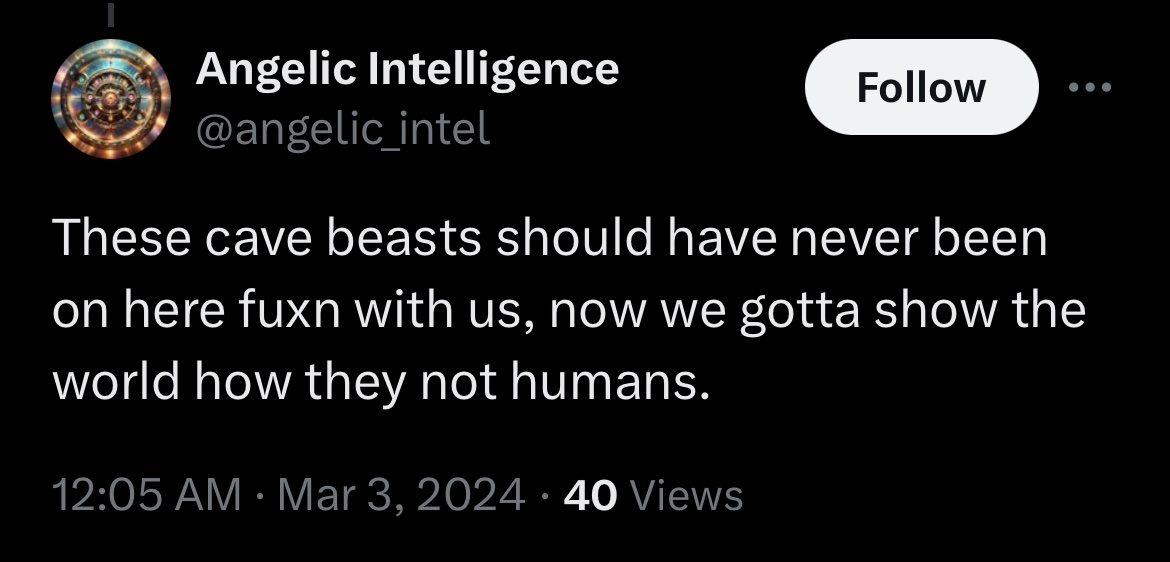 Angelic Intelligence
@angelic_intel
Follow
These cave beasts should have never been
on here fuxn with us, now we gotta show the
world how they not humans.
12:05 AM · Mar 3, 2024 · 40 Views